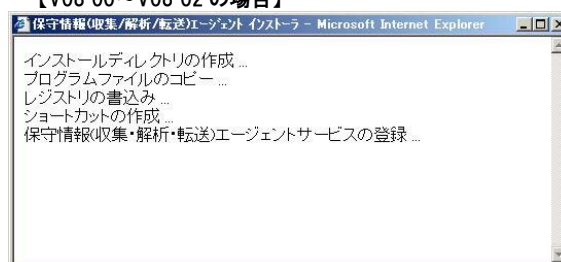 【V08-00～V08-02 の場合】
保守情報(収集/解析/転送)エージェント インストーラ - Microsoft Internet Explorer
インストールディレクトリの作成 ...
プログラムファイルのコピー ...
レジストリの書込み ...
ショートカットの作成 ...
保守情報(収集・解析・転送)エージェントサービスの登録 ...